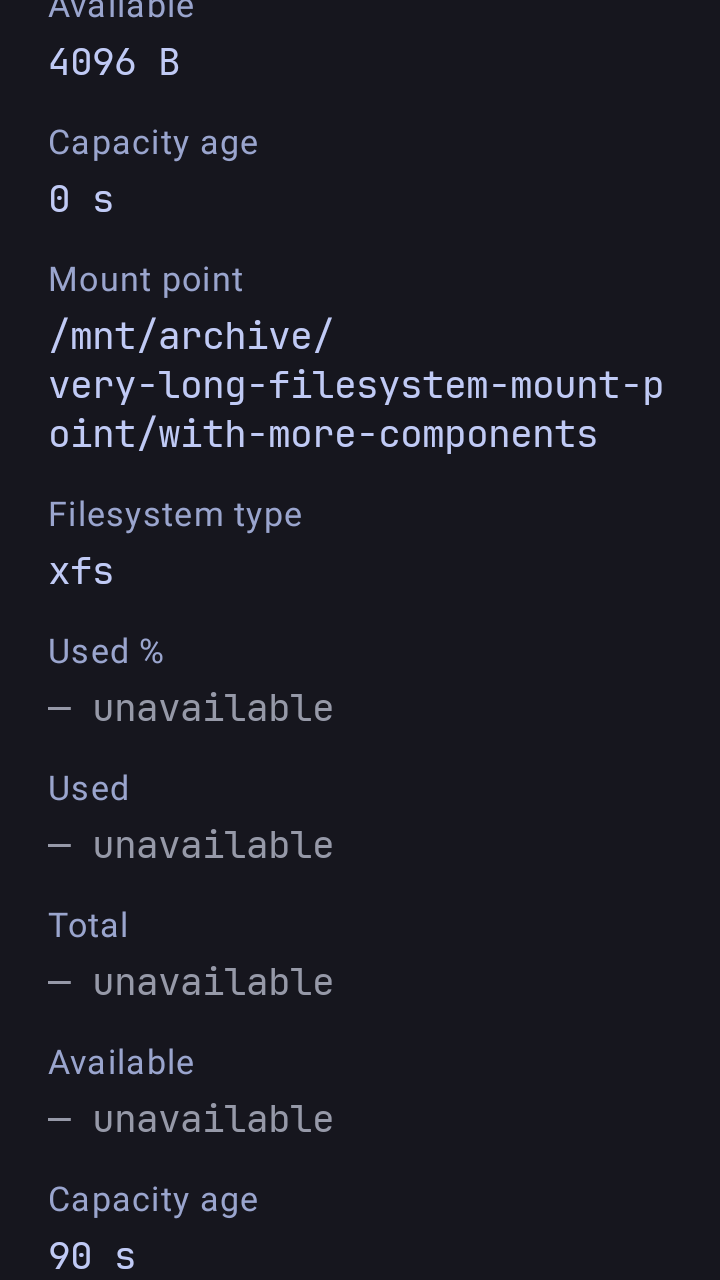 Available
4096 B
Capacity age
0 s
Mount point
/mnt/archive/
very-long-filesystem-mount-p
oint/with-more-components
Filesystem type
xfs
Used %
— unavailable
Used
— unavailable
Total
— unavailable
Available
— unavailable
Capacity age
90 s